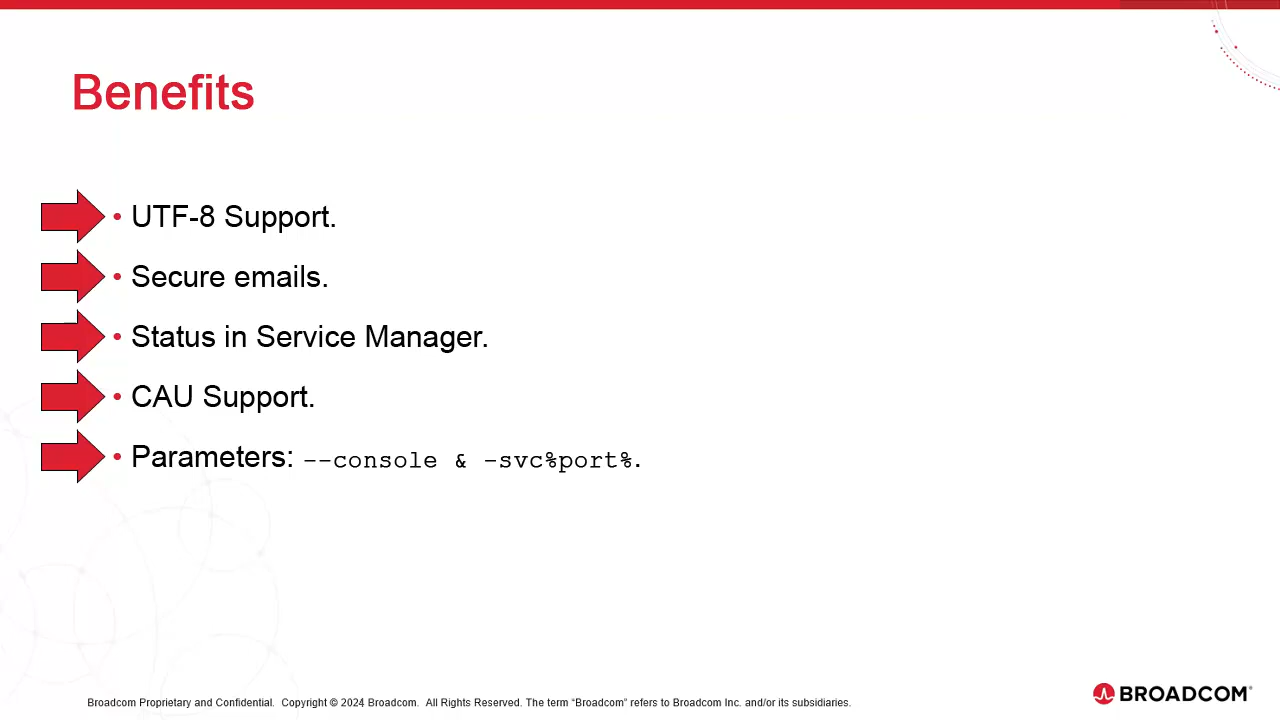 Benefits
• UTF-8 Support.
• Secure emails.
• Status in Service Manager.
• CAU Support.
• Parameters: --console & -svc%port%.
Broadcom Proprietary and Confidential. Copyright © 2024 Broadcom. All Rights Reserved. The term “Broadcom” refers to Broadcom Inc. and/or its subsidiaries.
BROADCOM®